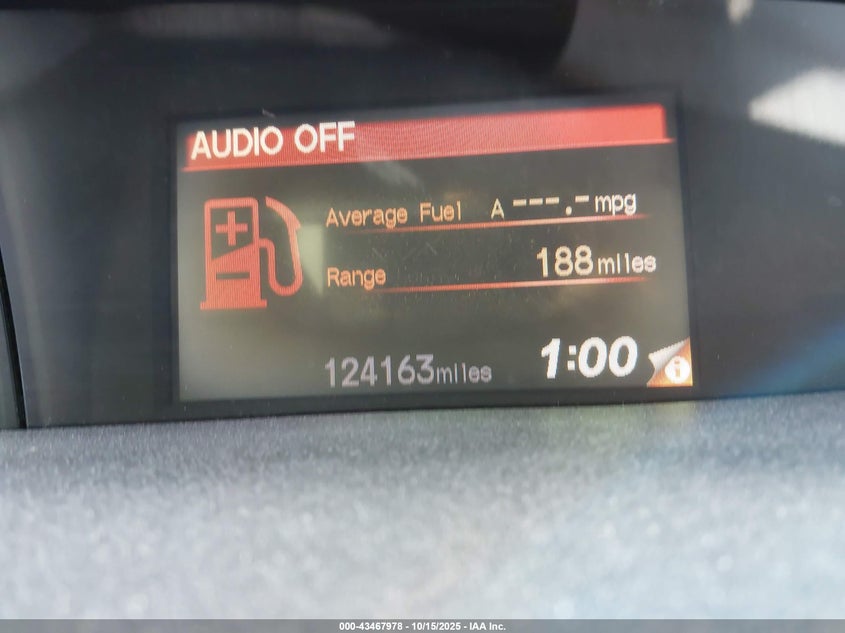 AUDIO OFF
Average Fuel A ---.- mpg
Range 188 miles
124163 miles 1:00 i
000-43467978 - 10/15/2025 - IAA Inc.